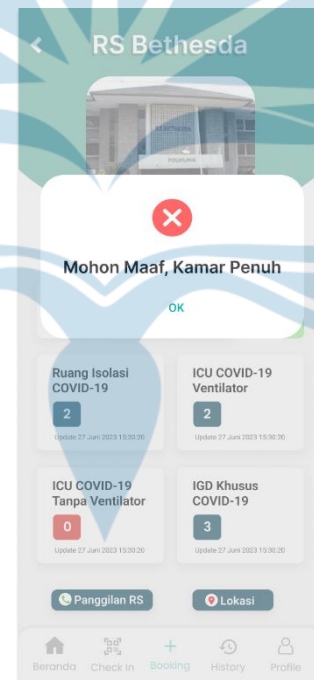 RS Bethesda
Mohon Maaf, Kamar Penuh
OK
Ruang Isolasi
COVID-19
2
Update 27 Juni 2023 15:30:20
ICU COVID-19
Ventilator
2
Update 27 Juni 2023 15:30:20
ICU COVID-19
Tanpa Ventilator
0
Update 27 Juni 2023 15:30:20
IGD Khusus
COVID-19
3
Update 27 Juni 2023 15:30:20
Panggilan RS
Lokasi
Beranda
Check In
Booking
History
Profile